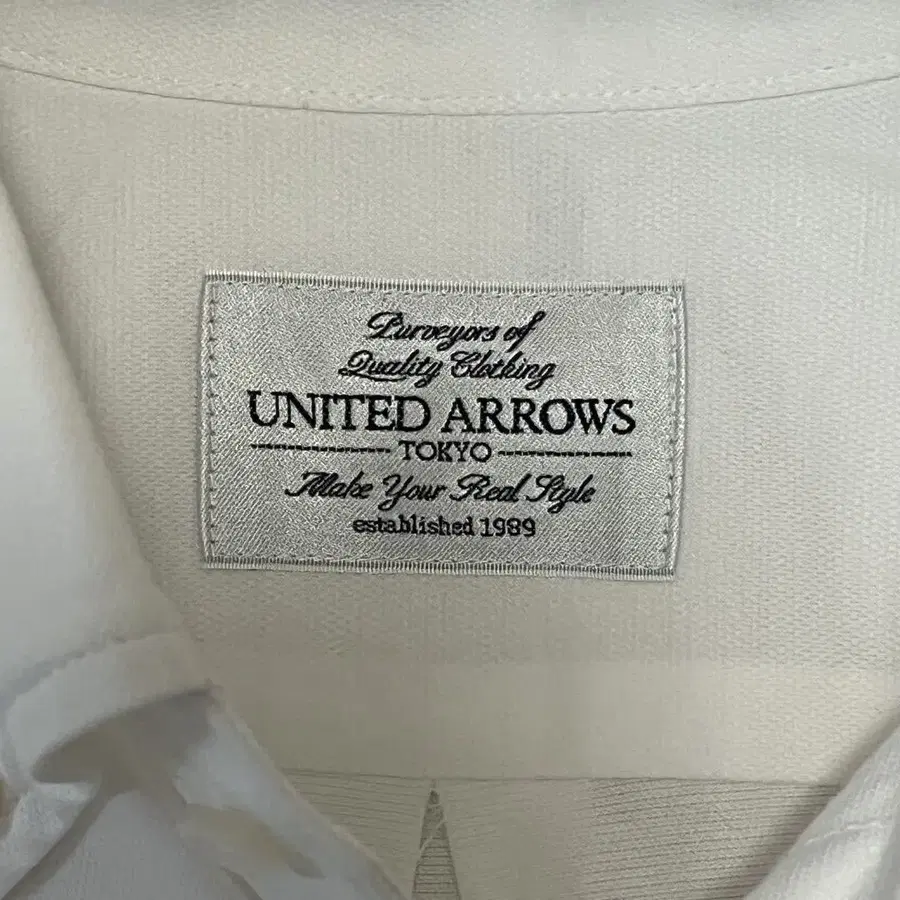 Purveyors of
Quality Clothing
UNITED ARROWS
TOKYO
Make Your Real Style
established 1989